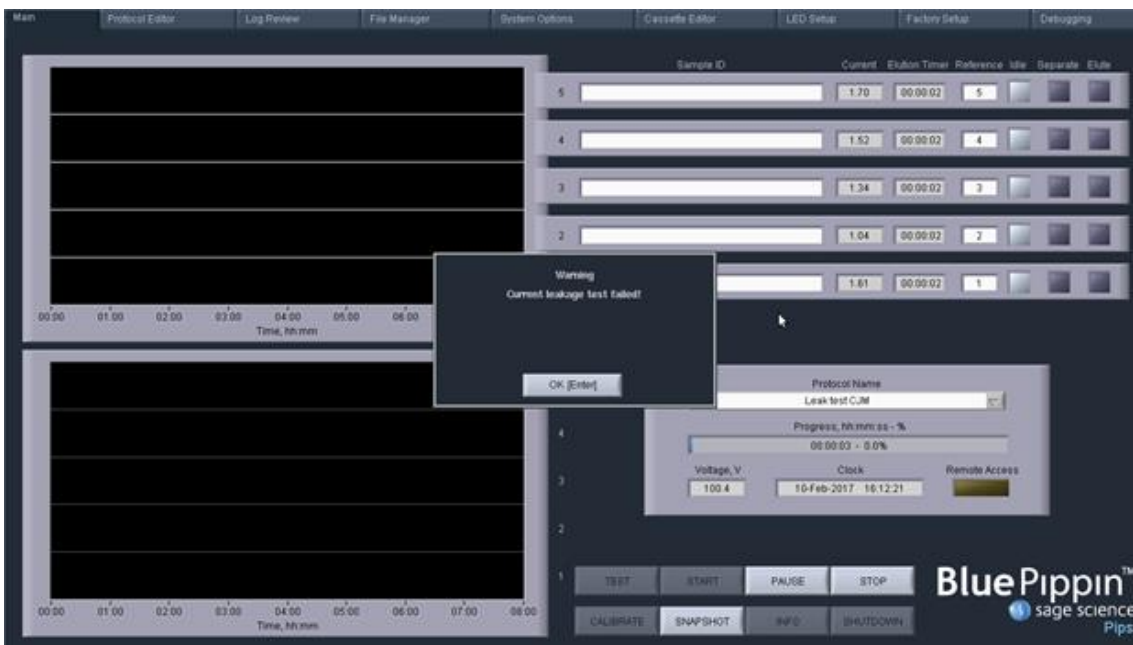 Main Protocol Editor Log Review File Manager System Options Cassette Editor LED Setup Factory Setup Debugging
Sample ID Current Elution Timer Reference Idle Separate Elute
5 1.70 00:00:02 5
4 1.52 00:00:02 4
3 1.34 00:00:02 3
2 1.04 00:00:02 2
1.61 00:00:02 1
00:00 01:00 02:00 03:00 04:00 05:00 06:00
Time, hh:mm
Warning
Current leakage test failed!
OK [Enter]
Protocol Name
Leak test CJM
Progress, hh:mm:ss - %
00:00:03 - 0.0%
Voltage, V Clock Remote Access
100.4 10-Feb-2017 16:12:21
4
3
2
1
00:00 01:00 02:00 03:00 04:00 05:00 06:00 07:00 08:00
Time, hh:mm
TEST START PAUSE STOP
CALIBRATE SNAPSHOT INFO SHUTDOWN
BluePippin™
sage science
Pips